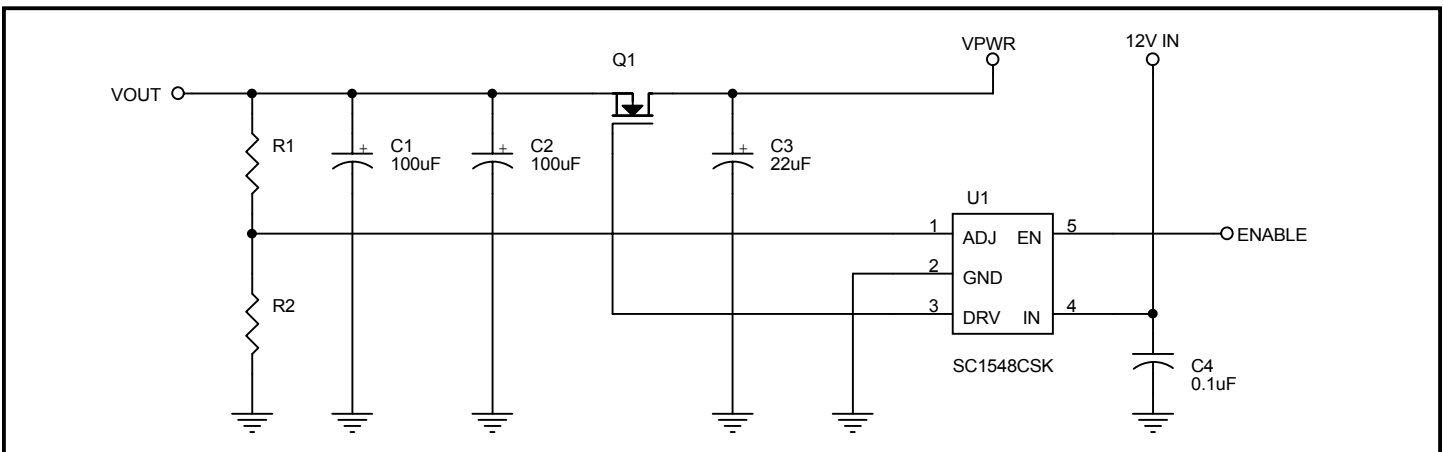 VPWR
12V IN
Q1
VOUT
R1
+
C1
100uF
+
C2
100uF
+
C3
22uF
U1
1
ADJ
EN
5
ENABLE
2
GND
R2
3
DRV
IN
4
SC1548CSK
C4
0.1uF